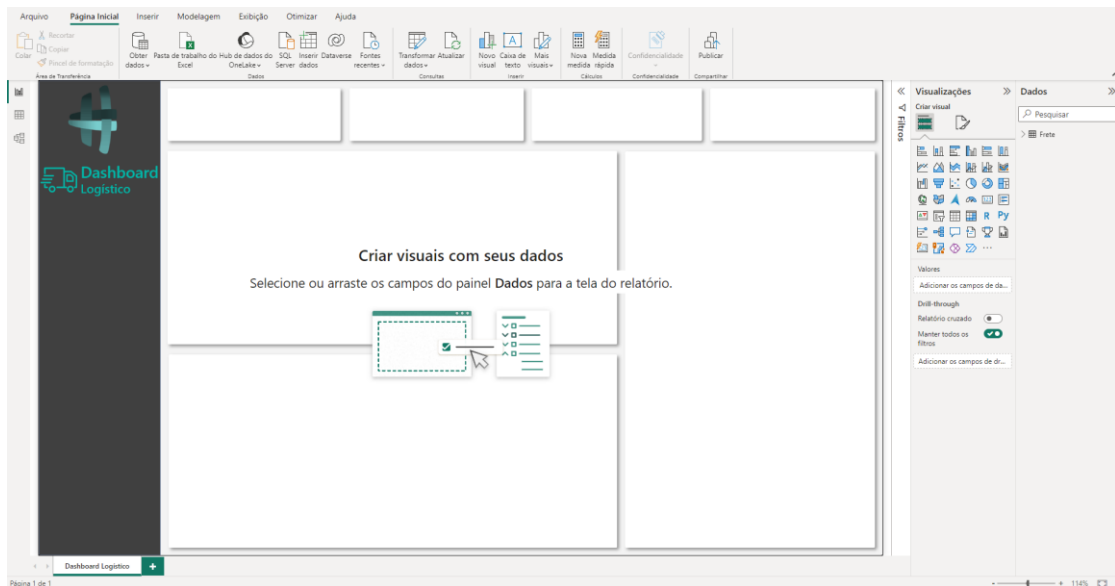 Arquivo Página Inicial Inserir Modelagem Exibição Otimizar Ajuda
Colar
Recortar
Copiar
Pincel de formatação
Área de Transferência
Obter dados
Pasta de trabalho do Excel
Hub de dados do OneLake
SQL Server
Inserir dados
Dataverse
Fontes recentes
Dados
Transformar dados
Atualizar
Consultas
Novo visual
Caixa de texto
Mais visuais
Inserir
Nova medida
Medida rápida
Cálculos
Confidencialidade
Confidencialidade
Publicar
Compartilhar
Dashboard
Logístico
Criar visuais com seus dados
Selecione ou arraste os campos do painel Dados para a tela do relatório.
Filtros
Visualizações
Criar visual
R Py
Valores
Adicionar os campos de da...
Drill-through
Relatório cruzado
Manter todos os
filtros
Adicionar os campos de dr...
Dados
Pesquisar
Frete
Dashboard Logístico
Página 1 de 1
114%